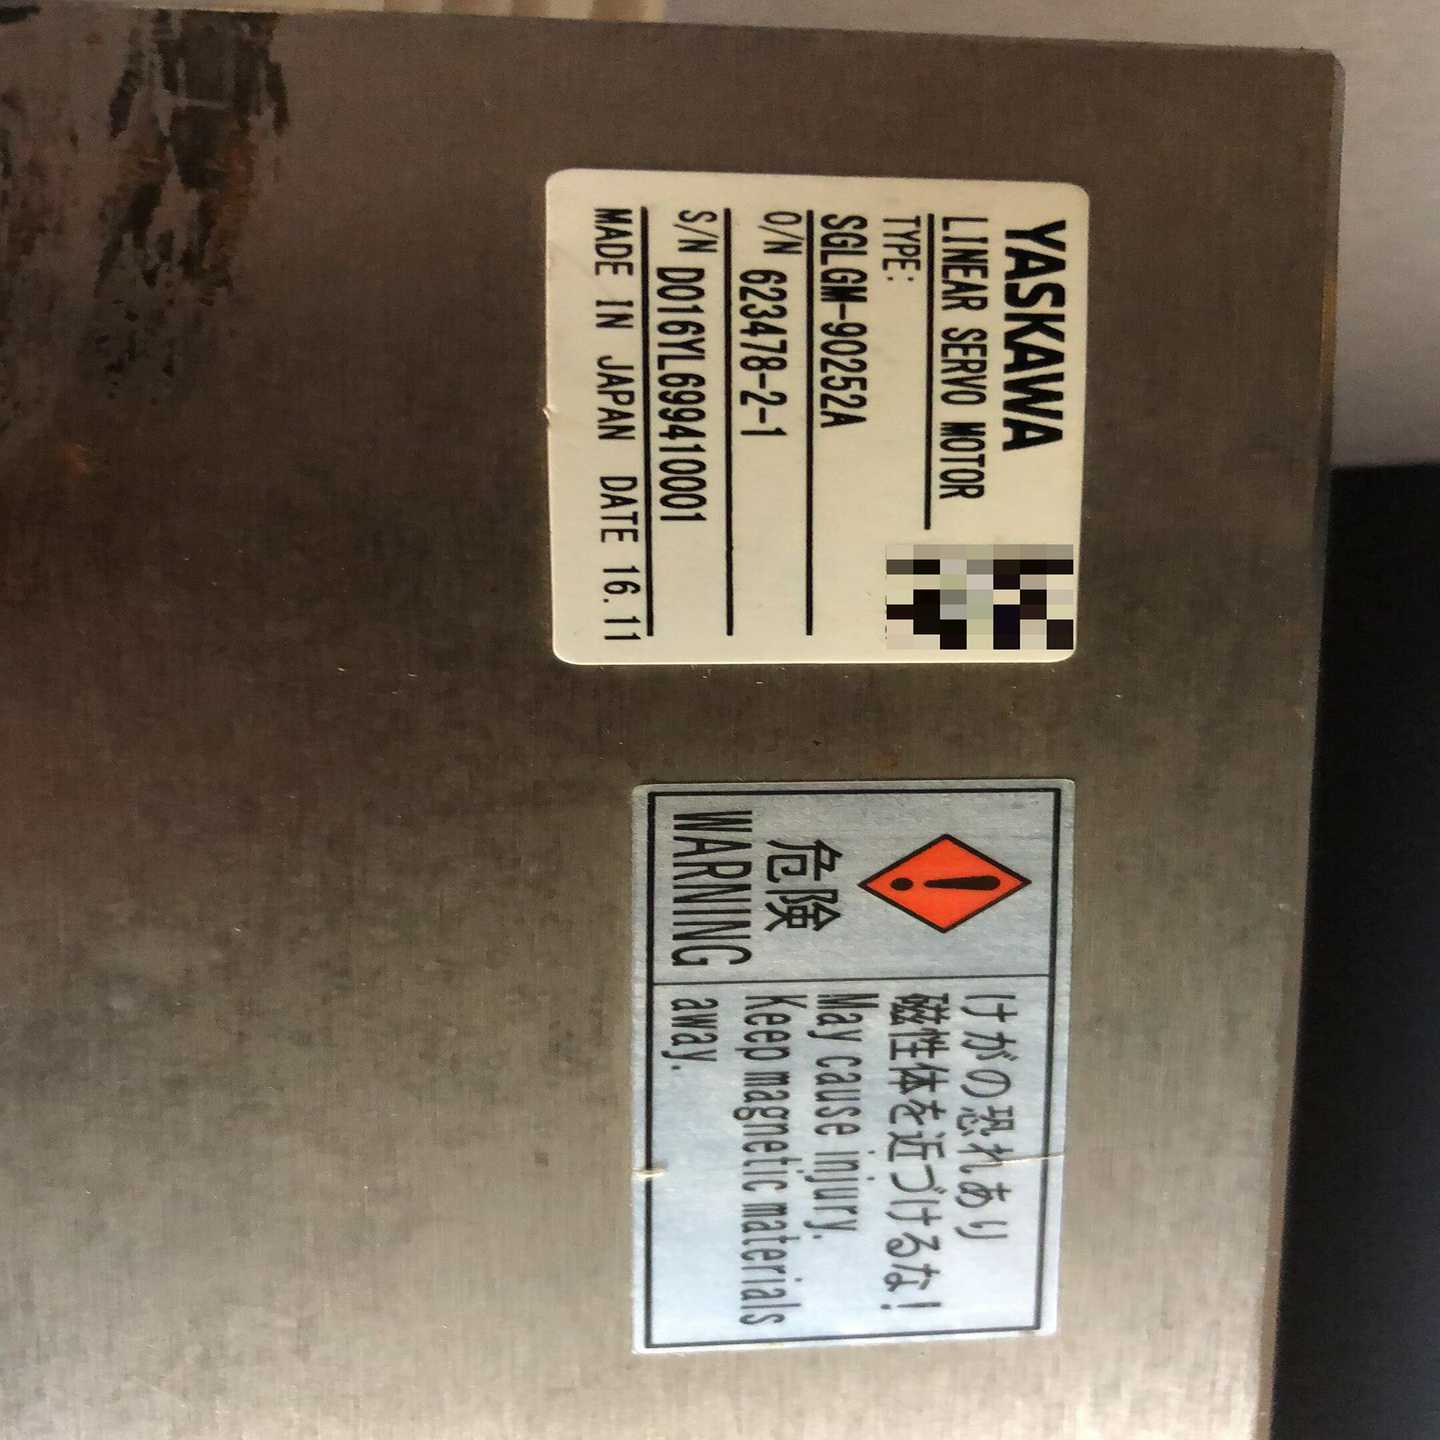 YASKAWA
LINEAR SERVO MOTOR
TYPE:
SGLGM-90252A
O/N 623478-2-1
S/N D016YL699410001
MADE IN JAPAN DATE 16.11
危険
WARNING
けがの恐れあり
磁性体を近づけるな!
May cause injury.
Keep magnetic materials
away.